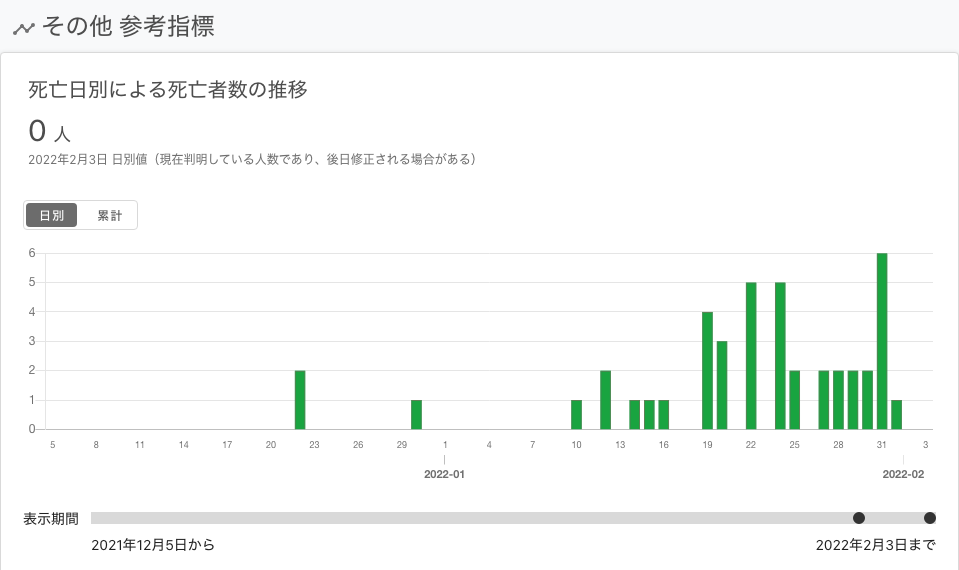 その他 参考指標
死亡日別による死亡者数の推移
0 人
2022年2月3日 日別値（現在判明している人数であり、後日修正される場合がある）
日別 累計
6
5
4
3
2
1
0
5 8 11 14 17 20 23 26 29 1 4 7 10 13 16 19 22 25 28 31 3
2022-01 2022-02
表示期間
2021年12月5日から 2022年2月3日まで